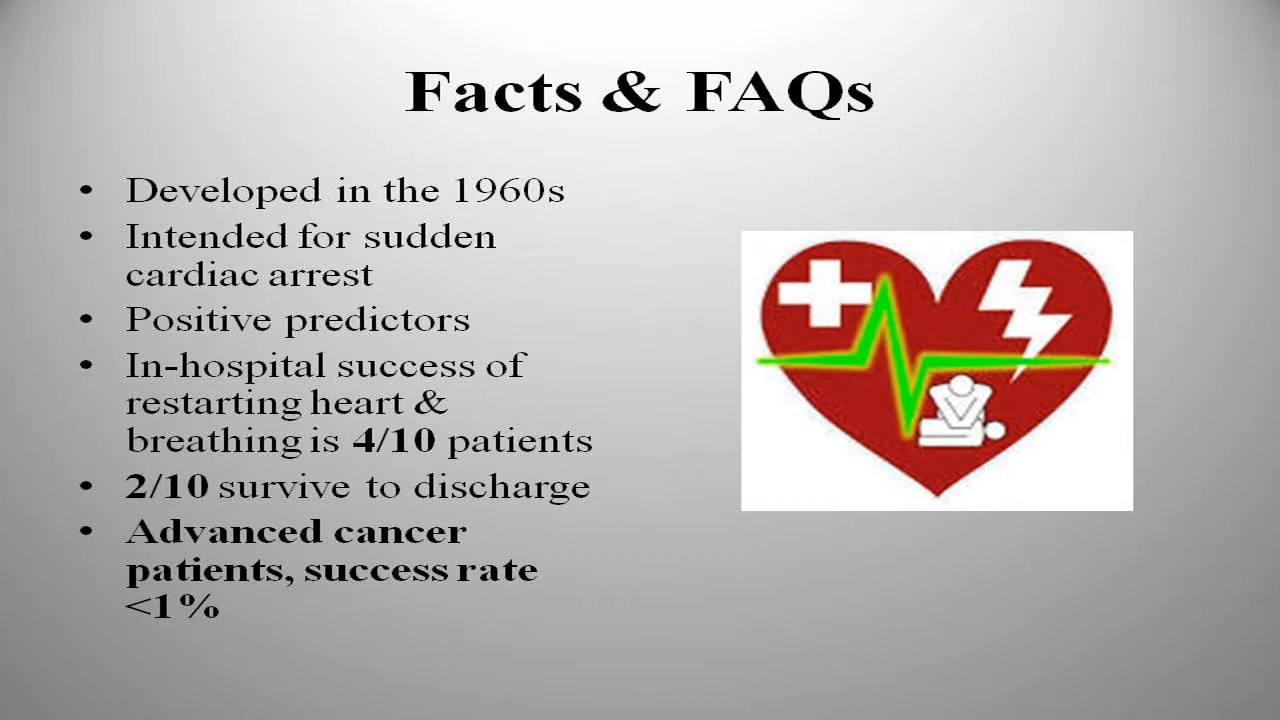 Facts & FAQs
• Developed in the 1960s
• Intended for sudden
cardiac arrest
• Positive predictors
• In-hospital success of
restarting heart &
breathing is 4/10 patients
• 2/10 survive to discharge
• Advanced cancer
patients, success rate
<1%